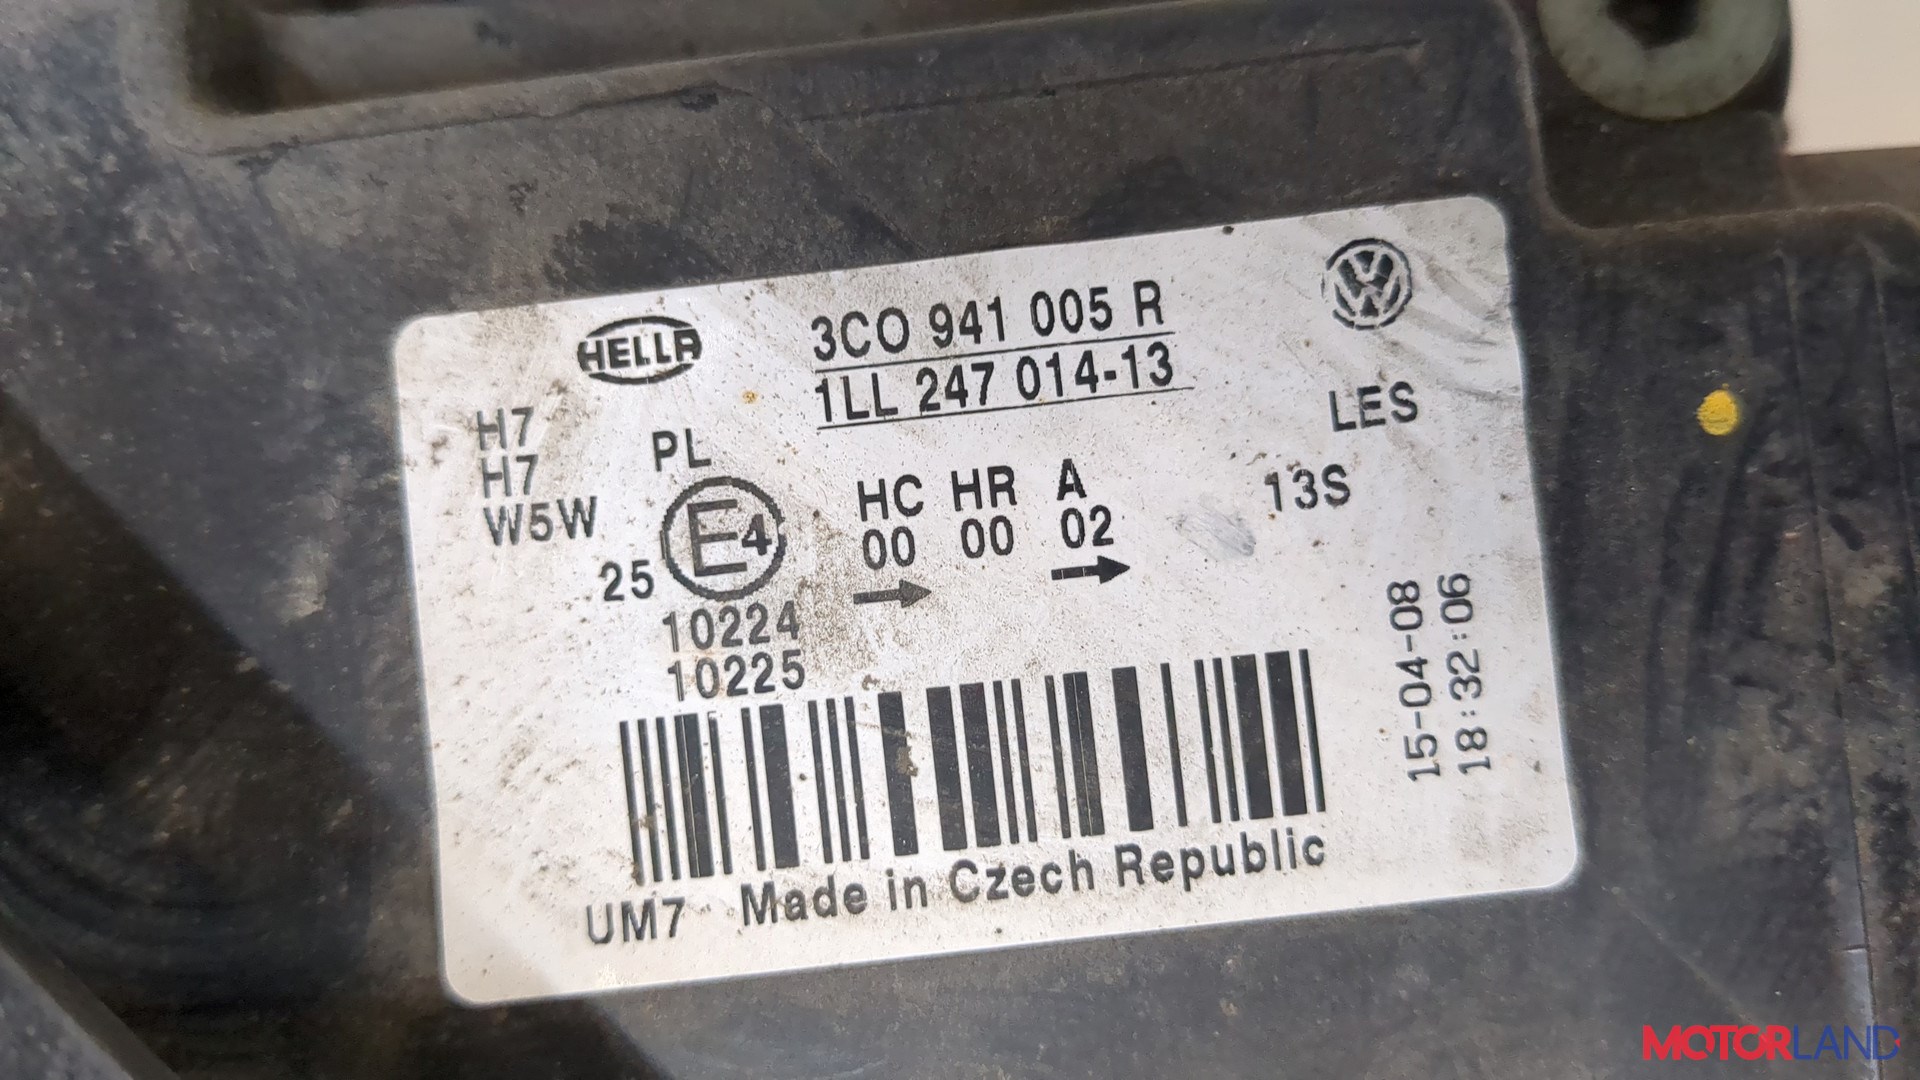 HELLA
3CO 941 005 R
1LL 247 014-13
H7
H7
W5W
PL
LES
HC HR A
00 00 02
13S
25
E4
10224
10225
15-04-08
18:32:06
UM7 Made in Czech Republic
MOTORLAND